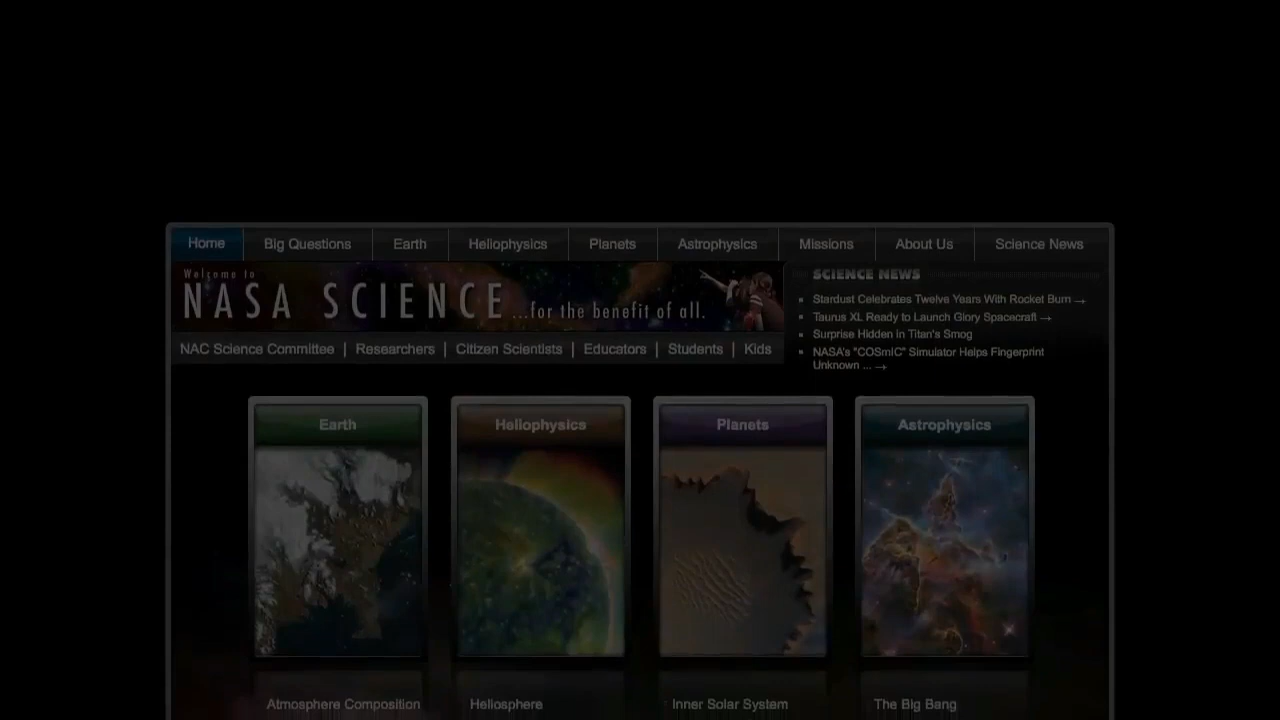 Home Big Questions Earth Heliophysics Planets Astrophysics Missions About Us Science News
Welcome to
NASA SCIENCE ...for the benefit of all.
NAC Science Committee | Researchers | Citizen Scientists | Educators | Students | Kids
SCIENCE NEWS
Stardust Celebrates Twelve Years With Rocket Burn →
Taurus XL Ready to Launch Glory Spacecraft →
Surprise Hidden in Titan's Smog
NASA's "COSmIC" Simulator Helps Fingerprint
Unknown ... →
Earth
Heliophysics
Planets
Astrophysics
Atmosphere Composition
Heliosphere
Inner Solar System
The Big Bang